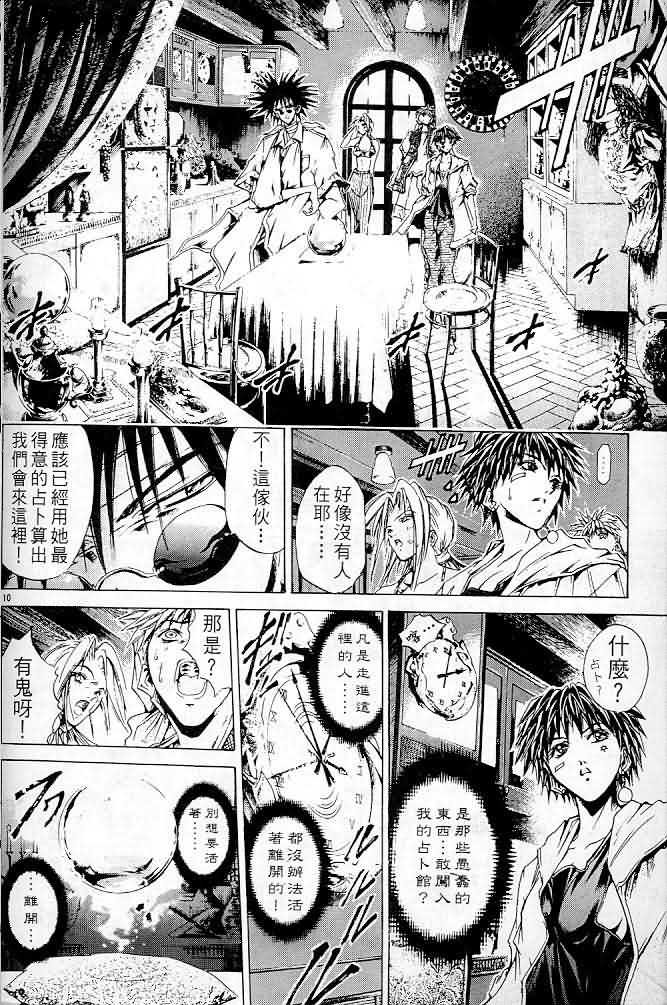 ……
好像沒有人
在耶……
不！這傢伙…
應該已經用她最
得意的占卜算出
我們會來這裡！
10
什麼？
占卜？
嗡…
是那些愚蠢的
東西…敢闖入
我的占卜館？
凡是走進這
裡的人……
都沒辦法活
著離開的！
那是？
有鬼呀！
別想要活
著……
…離開…